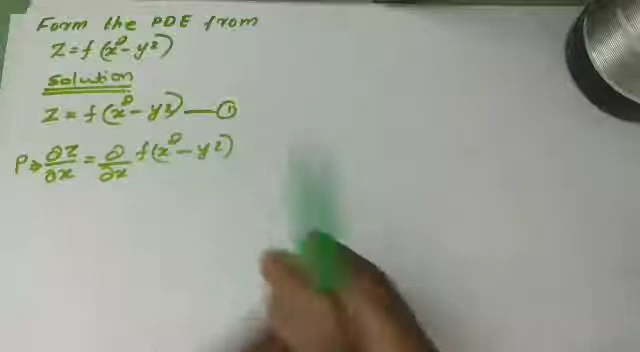 Form the PDE from
Z = f(x² - y²)
Solution
Z = f(x² - y²) — ①
P ⇒ ∂z/∂x = ∂/∂x f(x² - y²)